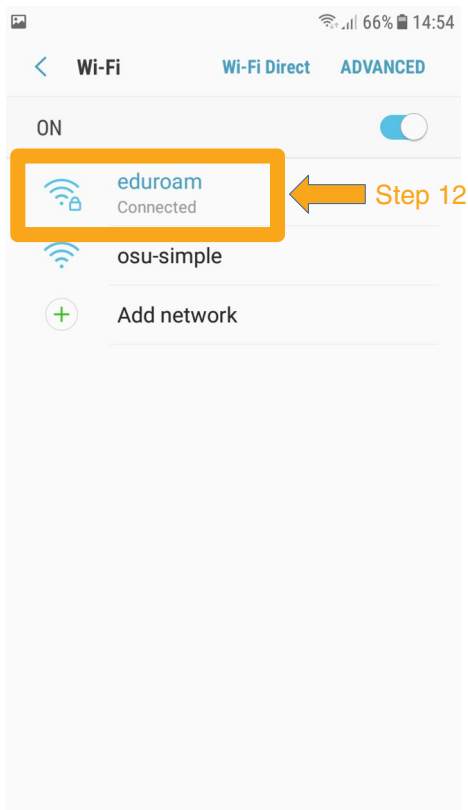 66% 14:54
Wi-Fi Wi-Fi Direct ADVANCED
ON
eduroam
Connected
Step 12
osu-simple
Add network